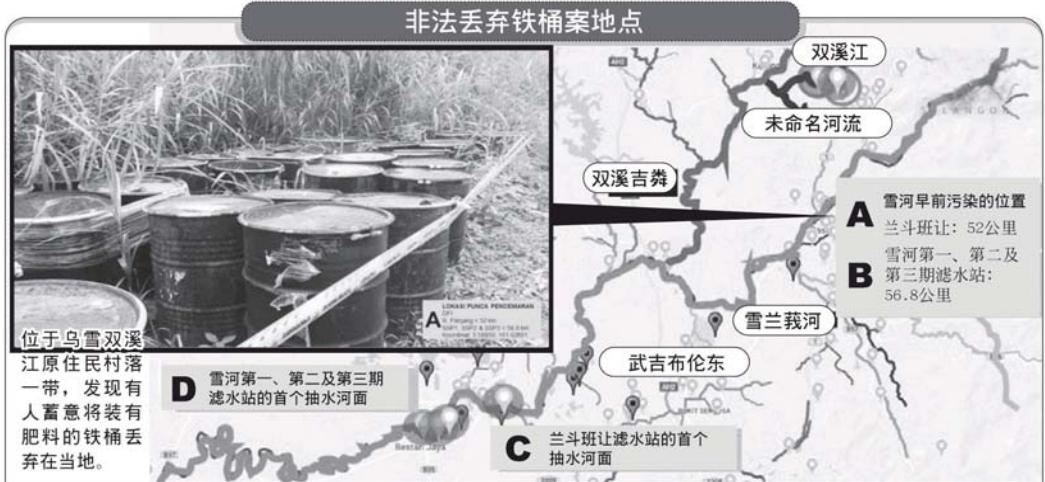 非法丢弃铁桶案地点
双溪江
未命名河流
双溪吉粦
A 雪河早前污染的位置
兰斗班让：52公里
B 雪河第一、第二及
第三期滤水站：
56.8公里
雪兰莪河
武吉布伦东
A LOKASI PUNCA PENCEMARAN
位于乌雪双溪
江原住民村落
一带，发现有
人蓄意将装有
肥料的铁桶丢
弃在当地。
D 雪河第一、第二及第三期
滤水站的首个抽水河面
C 兰斗班让滤水站的首个
抽水河面
Bestari Jaya